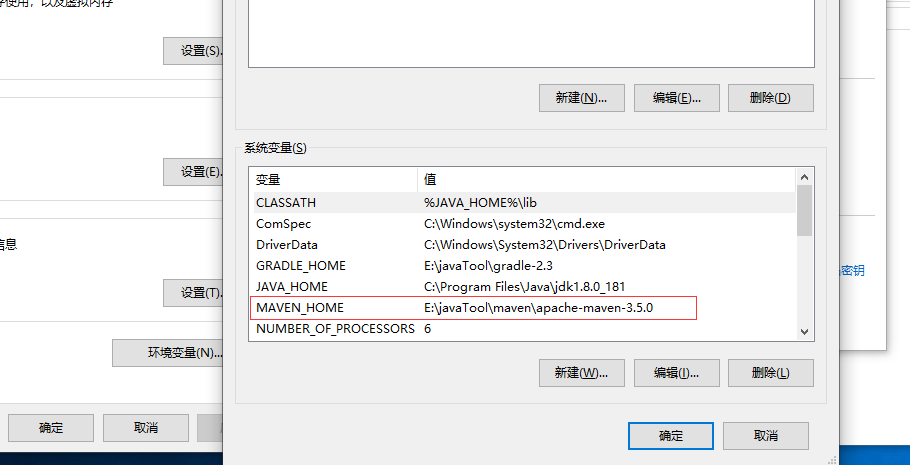 存使用，以及虚拟内存
设置(S)...
新建(N)...
编辑(E)...
删除(D)
系统变量(S)
变量 值
CLASSATH %JAVA_HOME%\lib
ComSpec C:\Windows\system32\cmd.exe
DriverData C:\Windows\System32\Drivers\DriverData
GRADLE_HOME E:\javaTool\gradle-2.3
JAVA_HOME C:\Program Files\Java\jdk1.8.0_181
MAVEN_HOME E:\javaTool\maven\apache-maven-3.5.0
NUMBER_OF_PROCESSORS 6
设置(E)...
信息
设置(T)...
环境变量(N)...
新建(W)...
编辑(I)...
删除(L)
密钥
确定
取消
确定
取消